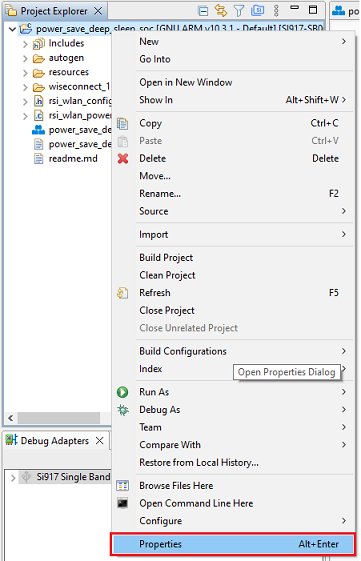 Project Explorer
power_save_deep_sleep_soc [GNU ARM v10.3.1 - Default] [Si917-SB0
Includes
autogen
resources
wiseconnect_1
rsi_wlan_config
rsi_wlan_power
power_save_de
power_save_de
readme.md
New
Go Into
Open in New Window
Show In Alt+Shift+W
Copy Ctrl+C
Paste Ctrl+V
Delete Delete
Move...
Rename... F2
Source
Import
Build Project
Clean Project
Refresh F5
Close Project
Close Unrelated Project
Build Configurations
Index
Open Properties Dialog
Run As
Debug As
Team
Compare With
Restore from Local History...
Browse Files Here
Open Command Line Here
Configure
Properties Alt+Enter
Debug Adapters
Si917 Single Band